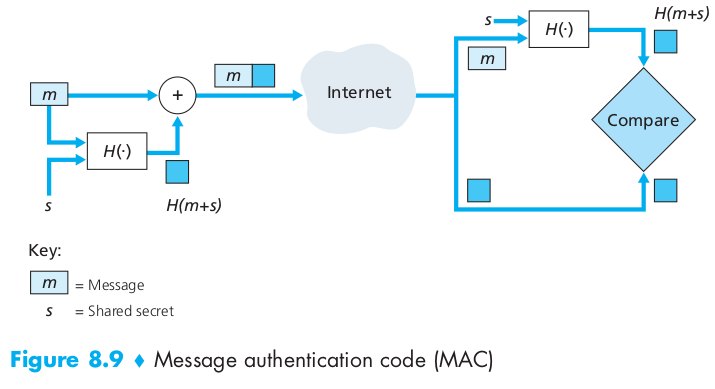 s
H(·)
H(m+s)
m
m
+
m
Internet
Compare
H(·)
s
H(m+s)
Key:
m = Message
s = Shared secret
Figure 8.9 ♦ Message authentication code (MAC)